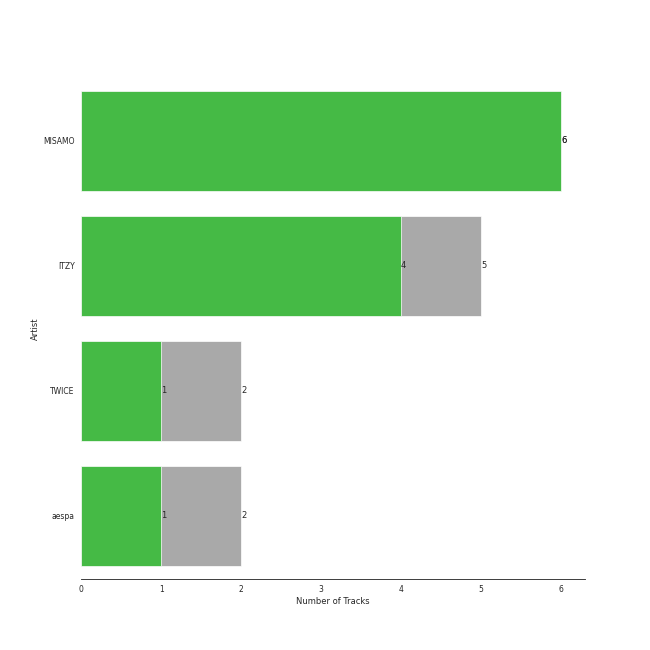 MISAMO
6
ITZY
4
5
Artist
TWICE
1
2
aespa
1
2
0 1 2 3 4 5 6
Number of Tracks